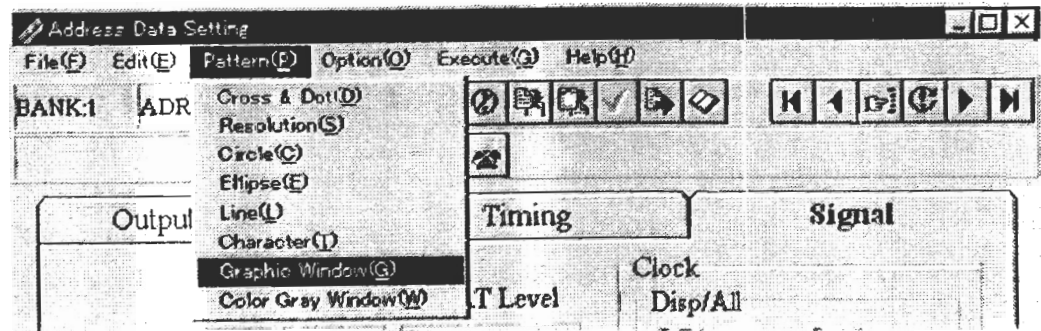 Address Data Setting
File(F) Edit(E) Pattern(P) Option(O) Execute(G) Help(H)
BANK:1 ADR
Cross & Dot(D)
Resolution(S)
Circle(C)
Ellipse(E)
Line(L)
Character(T)
Graphic Window(G)
Color Gray Window(W)
Output
Timing
Signal
T Level
Clock
Disp/All